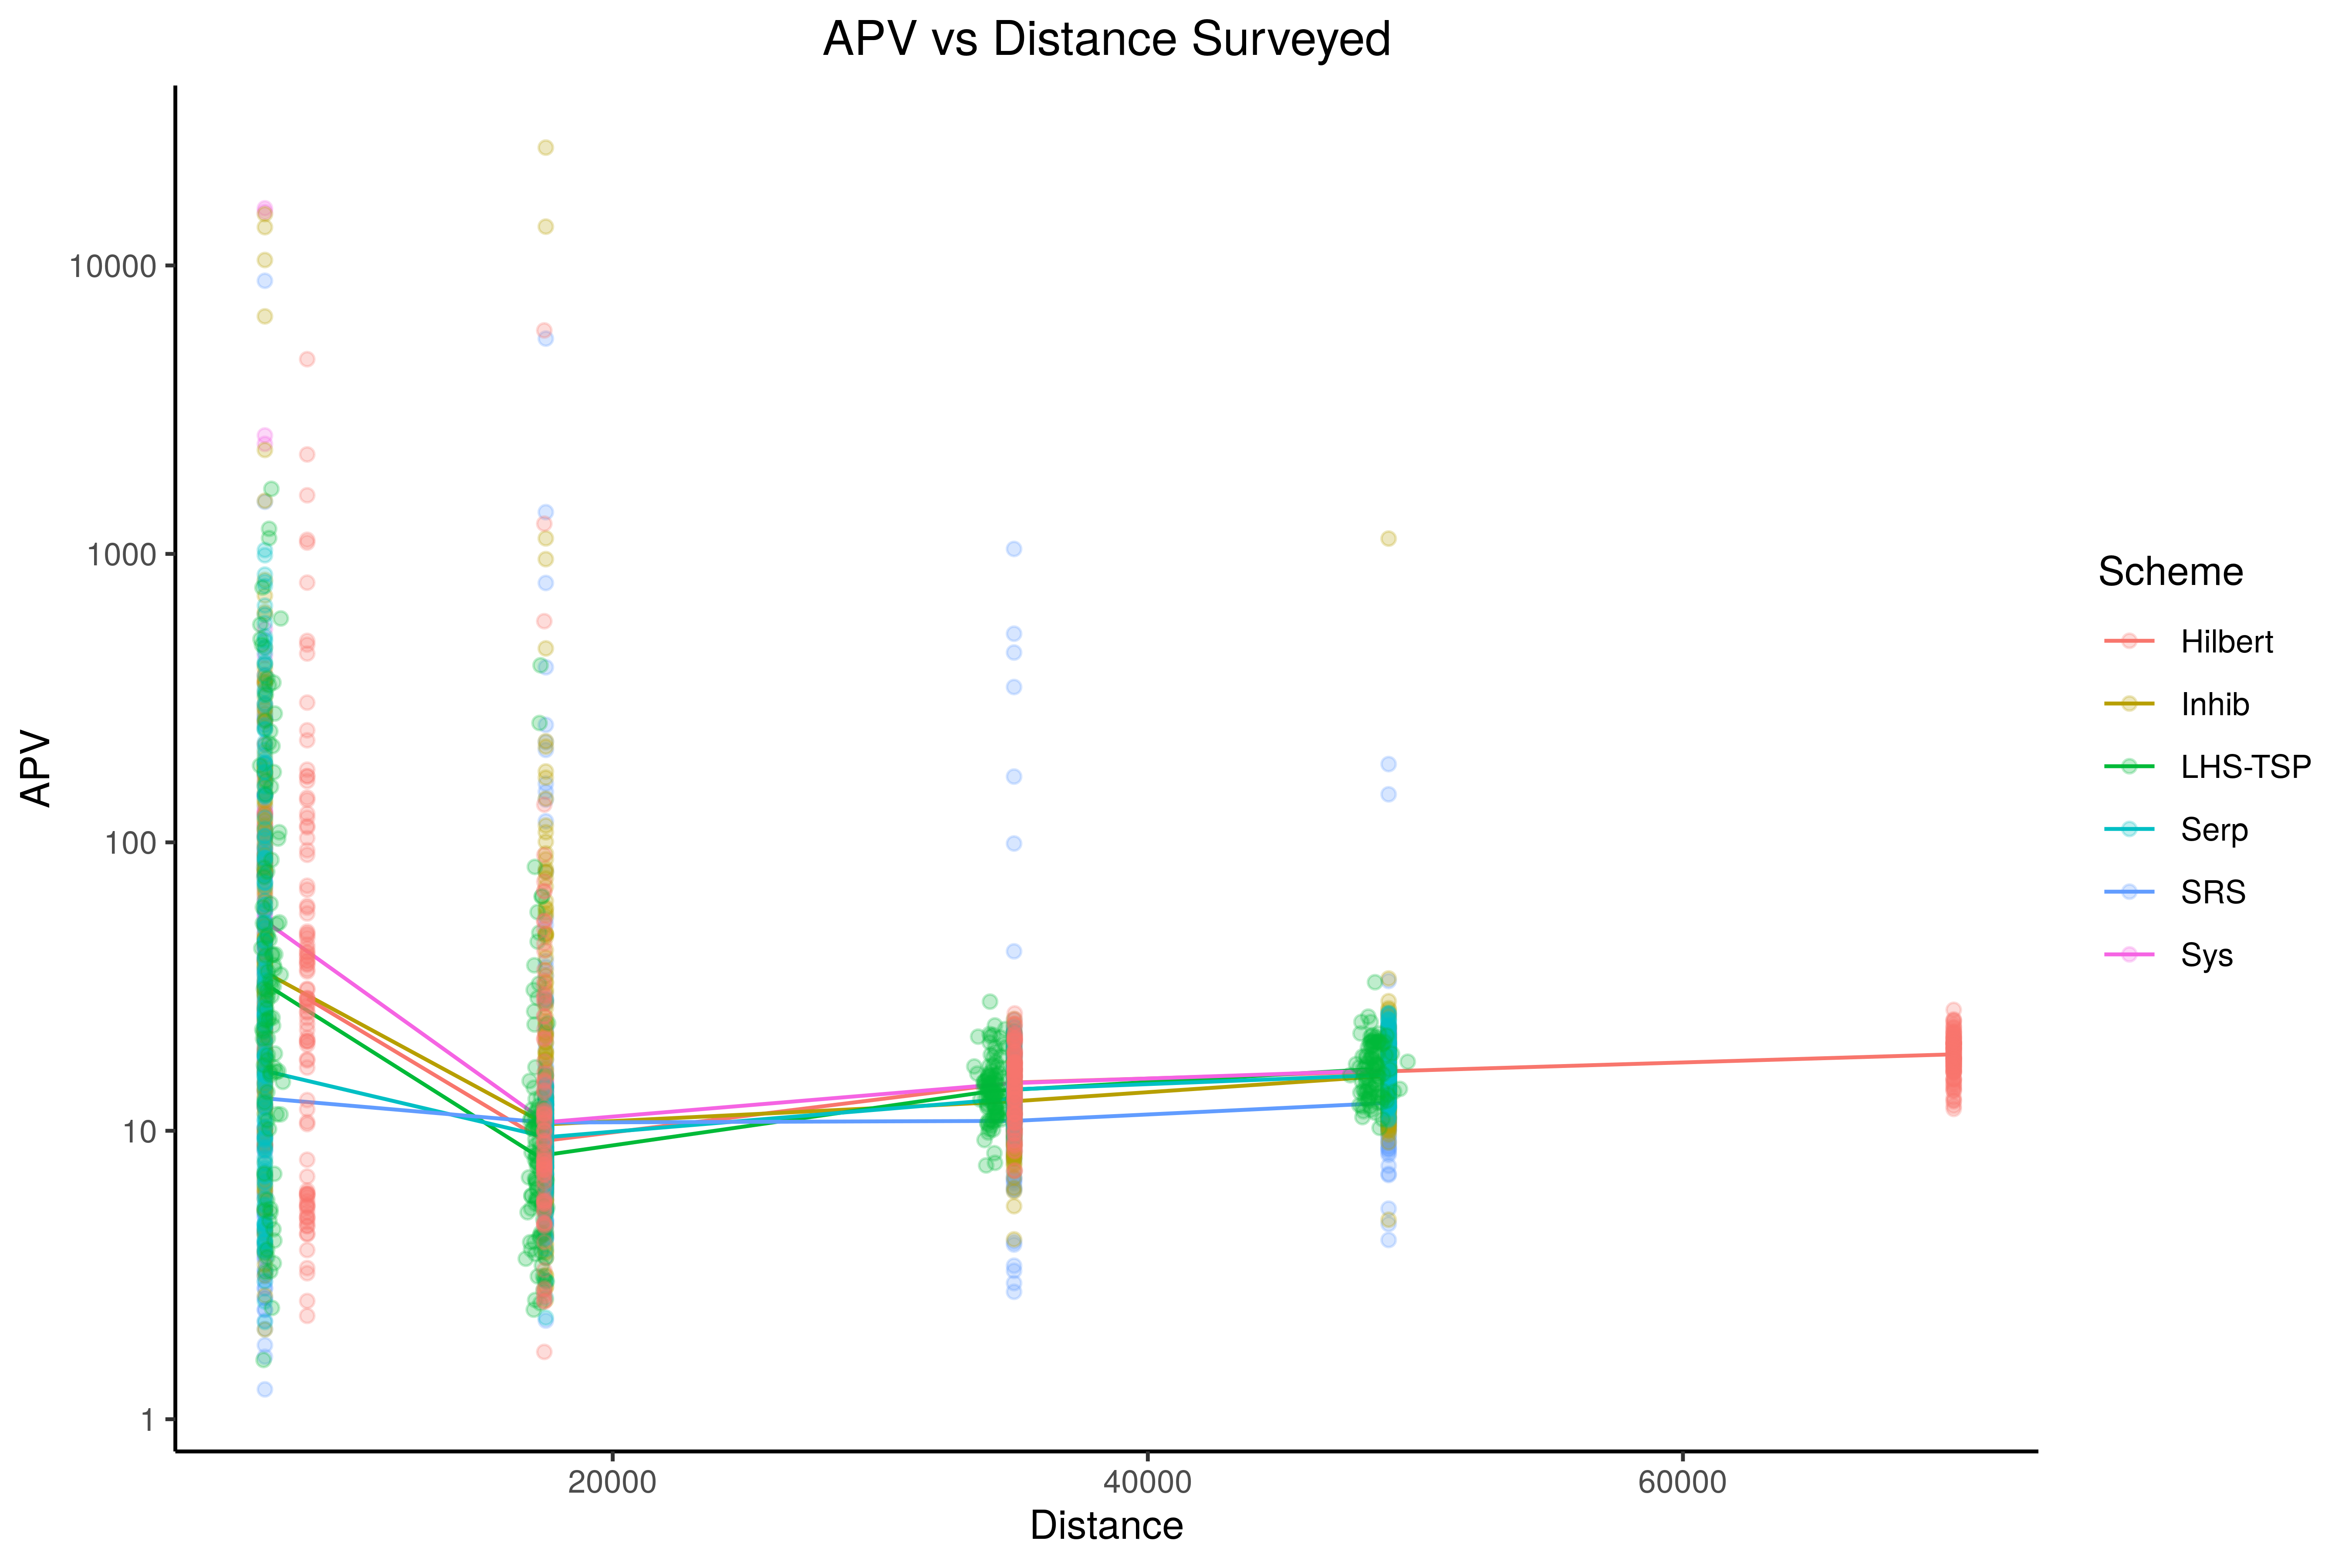 APV vs Distance Surveyed
APV
10000
1000
100
10
1
20000
40000
60000
Distance
Scheme
Hilbert
Inhib
LHS-TSP
Serp
SRS
Sys